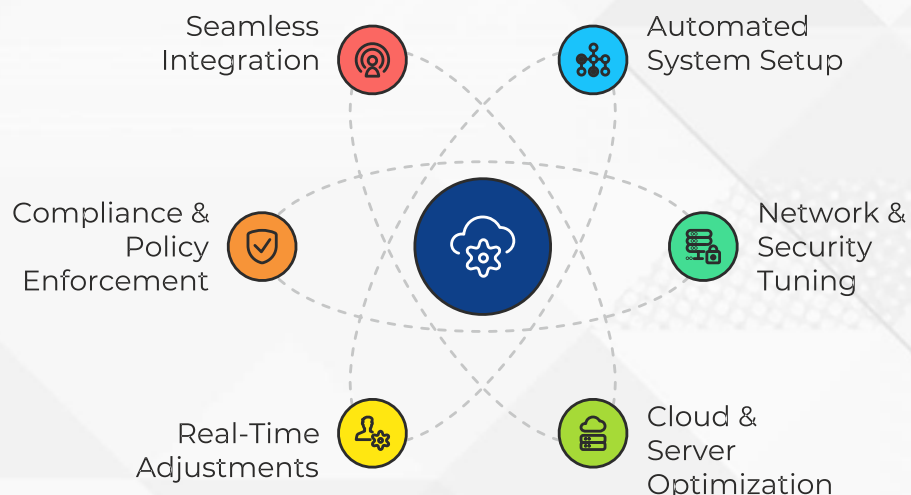 Seamless
Integration
Automated
System Setup
Compliance &
Policy
Enforcement
Network &
Security
Tuning
Real-Time
Adjustments
Cloud &
Server
Optimization